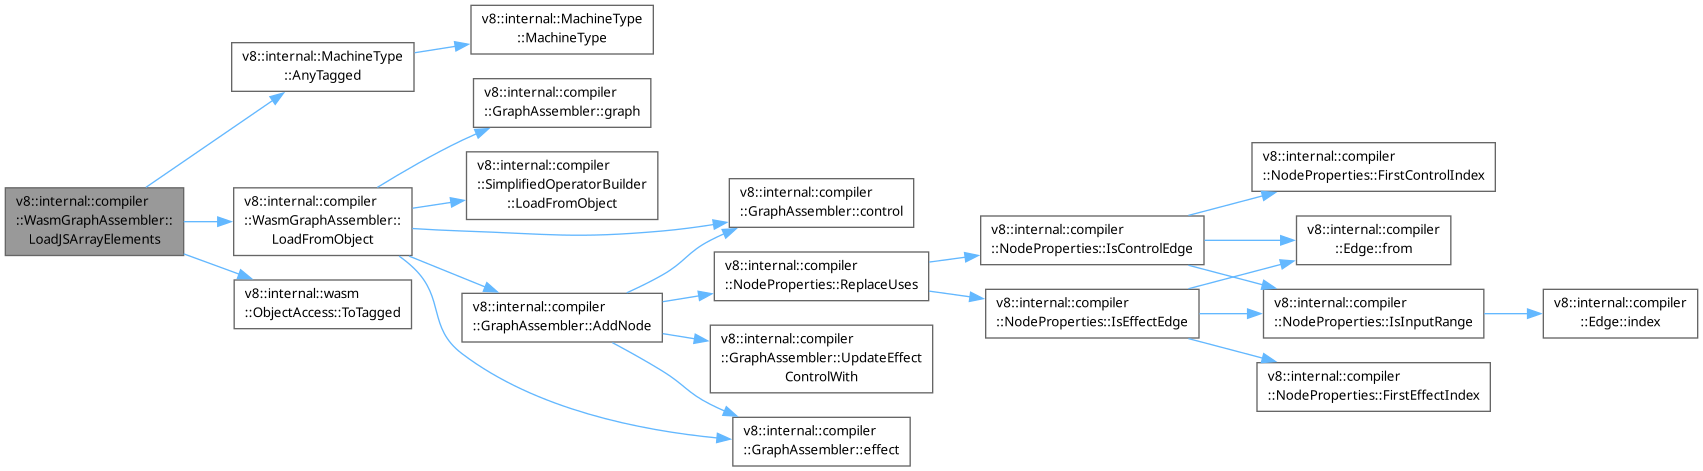 v8::internal::compiler
::WasmGraphAssembler::
LoadJSArrayElements
v8::internal::MachineType
::AnyTagged
v8::internal::MachineType
::MachineType
v8::internal::compiler
::WasmGraphAssembler::
LoadFromObject
v8::internal::compiler
::GraphAssembler::graph
v8::internal::compiler
::SimplifiedOperatorBuilder
::LoadFromObject
v8::internal::compiler
::GraphAssembler::control
v8::internal::compiler
::GraphAssembler::AddNode
v8::internal::compiler
::NodeProperties::ReplaceUses
v8::internal::compiler
::NodeProperties::IsControlEdge
v8::internal::compiler
::NodeProperties::FirstControlIndex
v8::internal::compiler
::Edge::from
v8::internal::compiler
::NodeProperties::IsInputRange
v8::internal::compiler
::Edge::index
v8::internal::compiler
::NodeProperties::IsEffectEdge
v8::internal::compiler
::NodeProperties::FirstEffectIndex
v8::internal::compiler
::GraphAssembler::UpdateEffect
ControlWith
v8::internal::compiler
::GraphAssembler::effect
v8::internal::wasm
::ObjectAccess::ToTagged